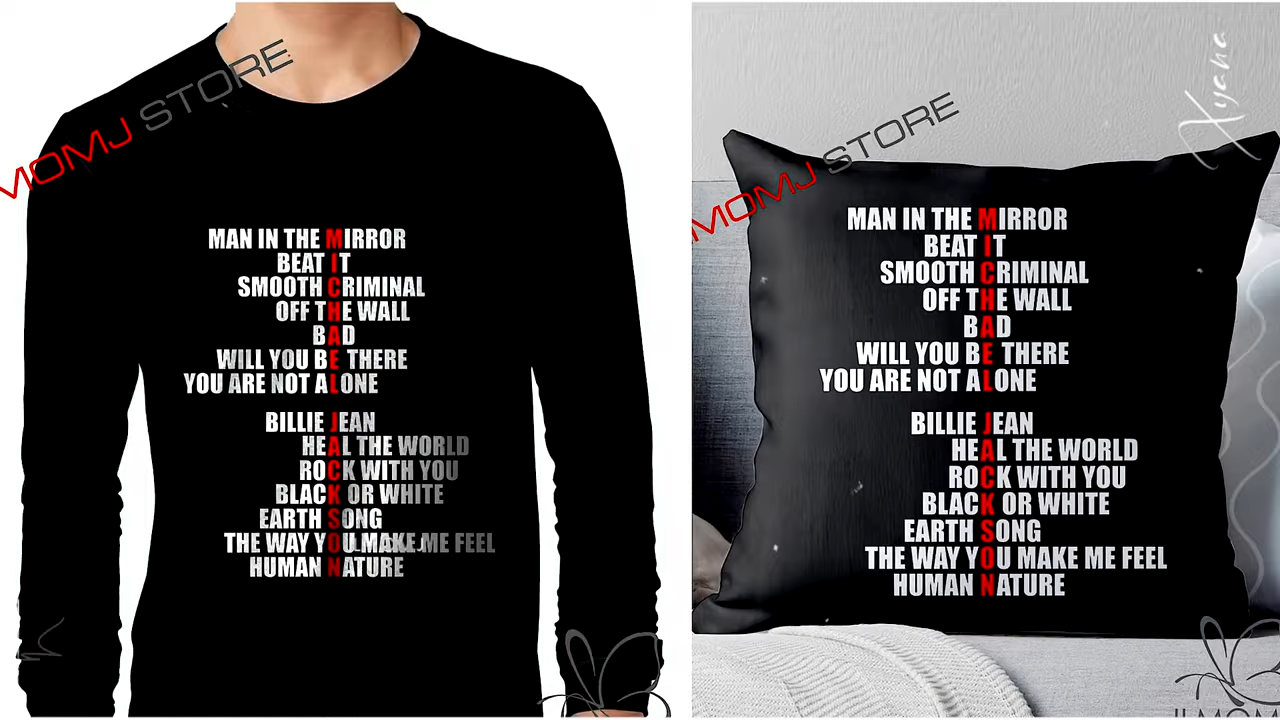 MOMJ STORE
MAN IN THE MIRROR
BEAT IT
SMOOTH CRIMINAL
OFF THE WALL
BAD
WILL YOU BE THERE
YOU ARE NOT ALONE
BILLIE JEAN
HEAL THE WORLD
ROCK WITH YOU
BLACK OR WHITE
EARTH SONG
THE WAY YOU MAKE ME FEEL
HUMAN NATURE
Xyana
MOMJ STORE
MAN IN THE MIRROR
BEAT IT
SMOOTH CRIMINAL
OFF THE WALL
BAD
WILL YOU BE THERE
YOU ARE NOT ALONE
BILLIE JEAN
HEAL THE WORLD
ROCK WITH YOU
BLACK OR WHITE
EARTH SONG
THE WAY YOU MAKE ME FEEL
HUMAN NATURE